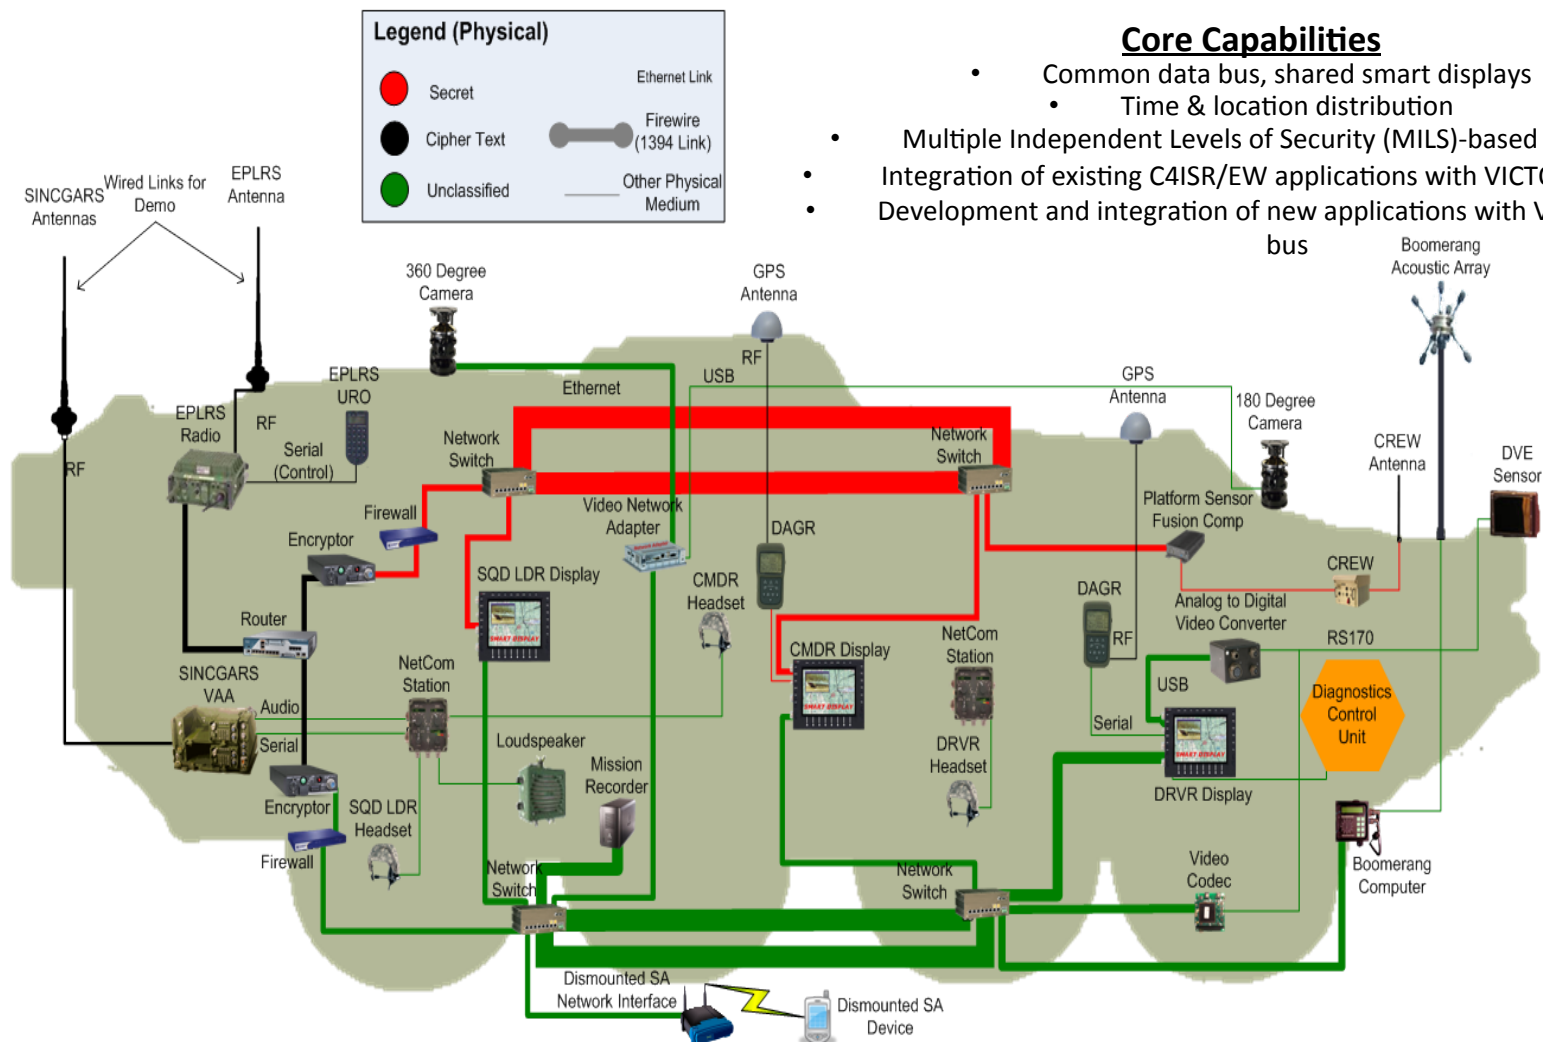 Core Capabilities
• Common data bus, shared smart displays
• Time & location distribution
• Multiple Independent Levels of Security (MILS)-based
• Integration of existing C4ISR/EW applications with
• Development and integration of new applications with
bus
Legend (Physical)
Secret
Cipher Text
Unclassified
Ethernet Link
Firewire
(1394 Link)
Other Physical
Medium
SINCGARS
Antennas
Wired Links for
Demo
EPLRS
Antenna
360 Degree
Camera
GPS
Antenna
Boomerang
Acoustic Array
RF
USB
Ethernet
GPS
Antenna
180 Degree
Camera
CREW
Antenna
DVE
Sensor
EPLRS
URO
EPLRS
Radio
RF
Serial
(Control)
RF
Network
Switch
Network
Switch
Firewall
Video Network
Adapter
DAGR
Platform Sensor
Fusion Comp
Encryptor
SQD LDR Display
CMDR
Headset
DAGR
CREW
Analog to Digital
Video Converter
Router
RF
RS170
NetCom
Station
CMDR Display
NetCom
Station
SINCGARS
VAA
Audio
Serial
USB
Diagnostics
Control
Unit
SMART DISPLAY
SMART DISPLAY
SMART DISPLAY
Serial
Loudspeaker
Mission
Recorder
DRVR
Headset
DRVR Display
Encryptor
SQD LDR
Headset
Firewall
Network
Switch
Network
Switch
Video
Codec
Boomerang
Computer
Dismounted SA
Network Interface
Dismounted SA
Device